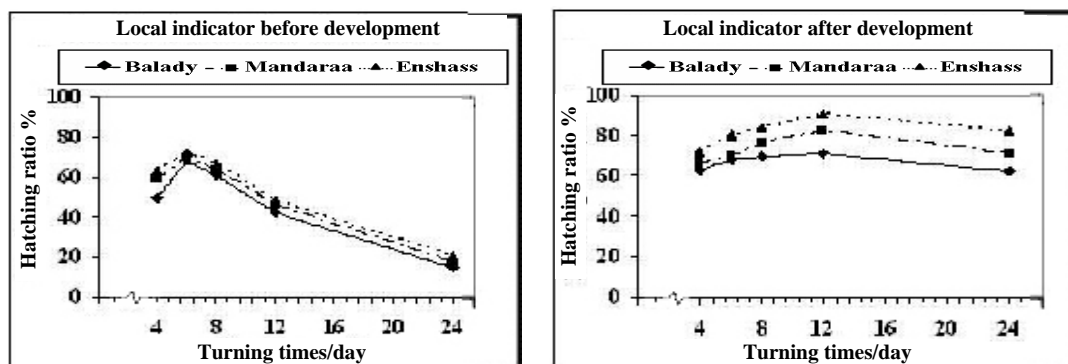 Local indicator before development
Balady Mandaraa Enshass
Hatching ratio %
100
80
60
40
20
0
4 8 12 16 20 24
Turning times/day
Local indicator after development
Balady Mandaraa Enshass
Hatching ratio %
100
80
60
40
20
0
4 8 12 16 20 24
Turning times/day